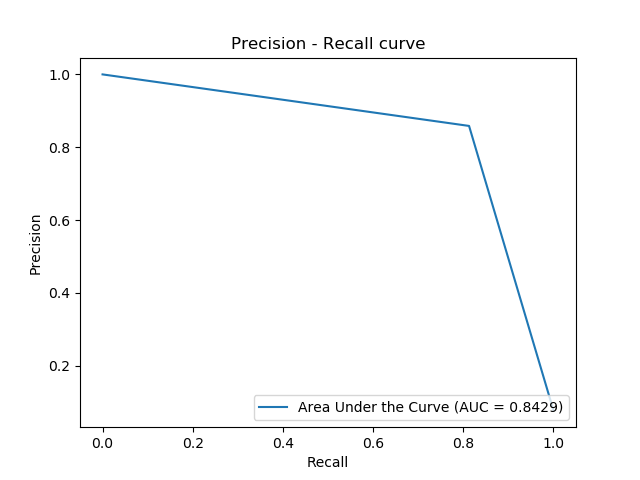 Precision - Recall curve
1.0
0.8
0.6
0.4
0.2
Precision
Area Under the Curve (AUC = 0.8429)
0.0 0.2 0.4 0.6 0.8 1.0
Recall